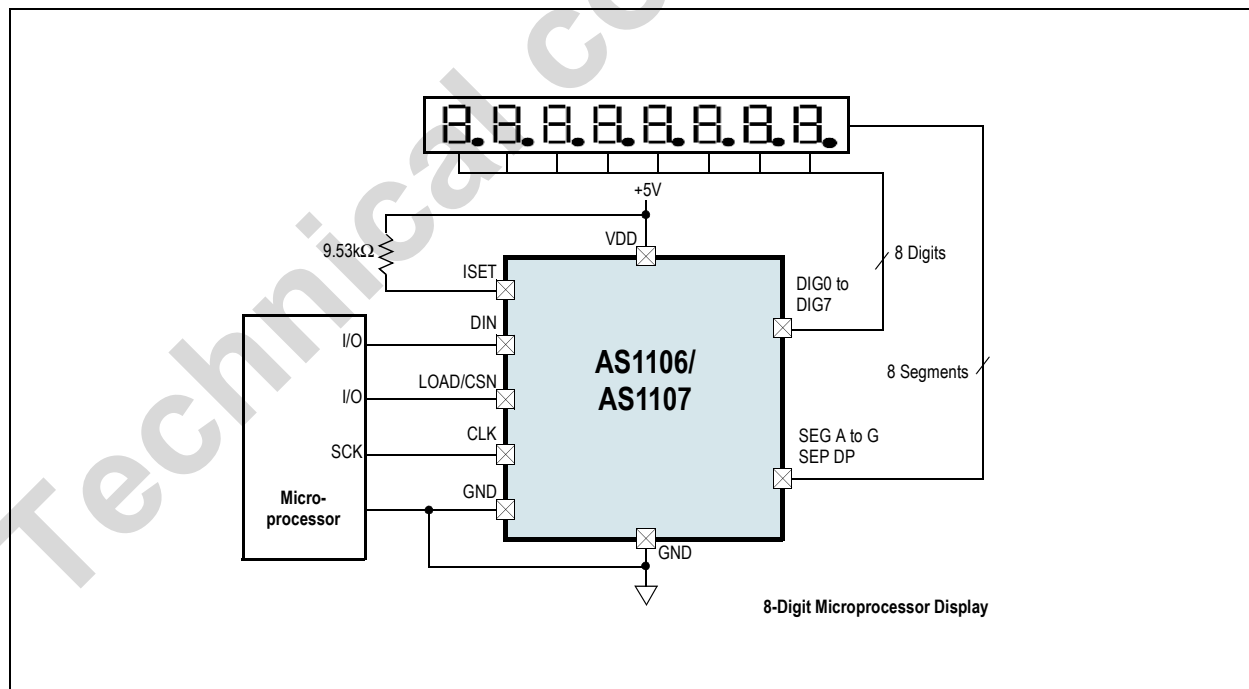 Technical co
+5V
VDD
9.53kΩ
ISET
8 Digits
DIG0 to
DIG7
DIN
I/O
AS1106/
AS1107
8 Segments
LOAD/CSN
I/O
CLK
SCK
SEG A to G
SEP DP
GND
Micro-
processor
GND
8-Digit Microprocessor Display